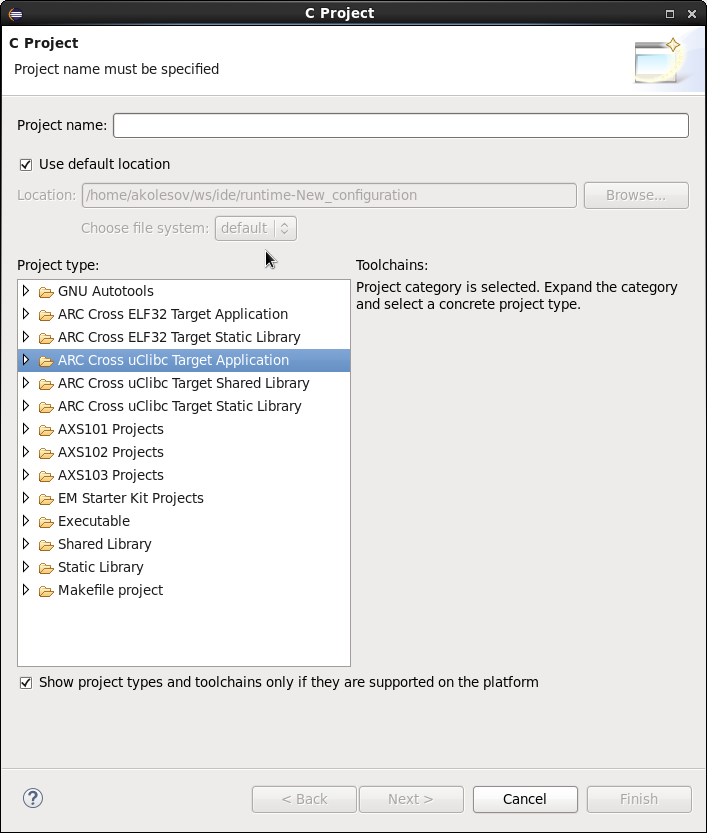 C Project
C Project
Project name must be specified
Project name:
Use default location
Location: /home/akolesov/ws/ide/runtime-New_configuration Browse...
Choose file system: default
Project type: Toolchains:
Project category is selected. Expand the category
and select a concrete project type.
GNU Autotools
ARC Cross ELF32 Target Application
ARC Cross ELF32 Target Static Library
ARC Cross uClibc Target Application
ARC Cross uClibc Target Shared Library
ARC Cross uClibc Target Static Library
AXS101 Projects
AXS102 Projects
AXS103 Projects
EM Starter Kit Projects
Executable
Shared Library
Static Library
Makefile project
Show project types and toolchains only if they are supported on the platform
? < Back Next > Cancel Finish